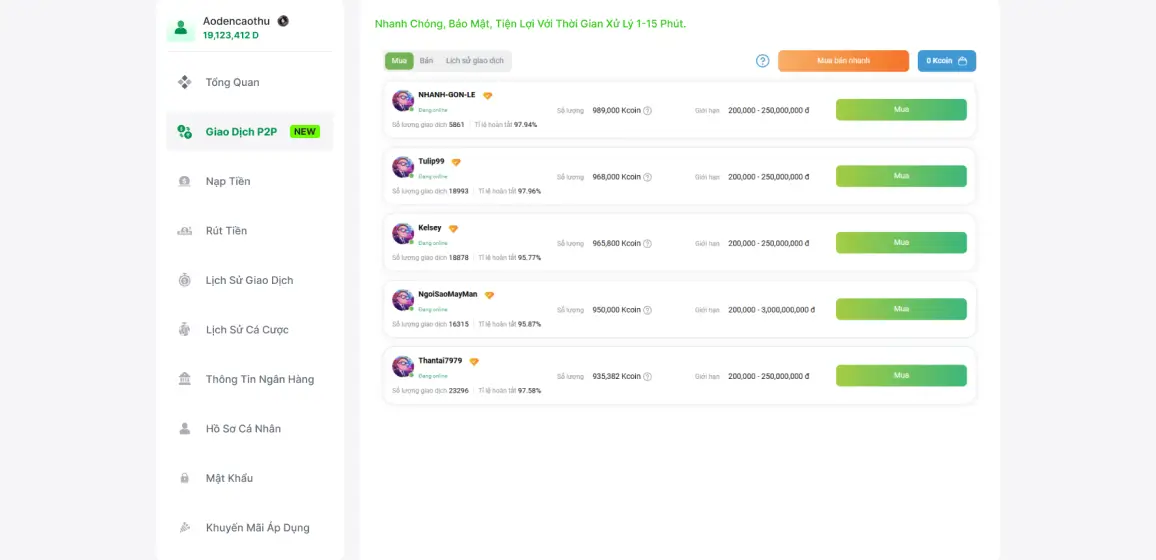 Aodencaothu
19,123,412 D
Tổng Quan
Giao Dịch P2P NEW
Nạp Tiền
Rút Tiền
Lịch Sử Giao Dịch
Lịch Sử Cá Cược
Thông Tin Ngân Hàng
Hồ Sơ Cá Nhân
Mật Khẩu
Khuyến Mãi Áp Dụng
Nhanh Chóng, Bảo Mật, Tiện Lợi Với Thời Gian Xử Lý 1-15 Phút.
Mua Bán Lịch sử giao dịch ? Mua bán nhanh 0 Kcoin
NHANH-GON-LE
Đang online
Số lượng 989,000 Kcoin ? Giới hạn 200,000 - 250,000,000 đ Mua
Số lượng giao dịch 5861 Tỉ lệ hoàn tất 97.94%
Tulip99
Đang online
Số lượng 968,000 Kcoin ? Giới hạn 200,000 - 250,000,000 đ Mua
Số lượng giao dịch 18993 Tỉ lệ hoàn tất 97.96%
Kelsey
Đang online
Số lượng 965,800 Kcoin ? Giới hạn 200,000 - 250,000,000 đ Mua
Số lượng giao dịch 18878 Tỉ lệ hoàn tất 95.77%
NgoiSaoMayMan
Đang online
Số lượng 950,000 Kcoin ? Giới hạn 200,000 - 3,000,000,000 đ Mua
Số lượng giao dịch 16315 Tỉ lệ hoàn tất 95.87%
Thantai7979
Đang online
Số lượng 935,382 Kcoin ? Giới hạn 200,000 - 250,000,000 đ Mua
Số lượng giao dịch 23296 Tỉ lệ hoàn tất 97.58%